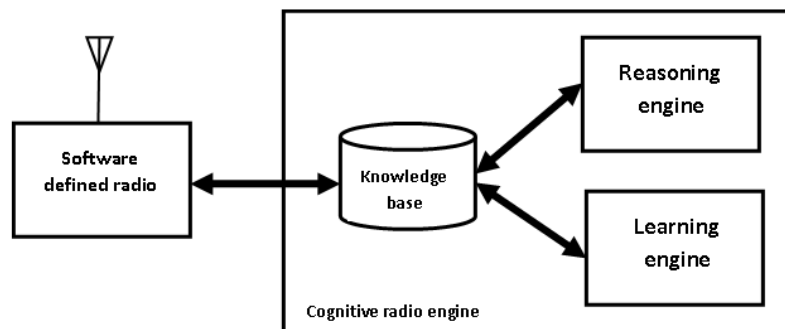 Software
defined radio
Knowledge
base
Reasoning
engine
Learning
engine
Cognitive radio engine